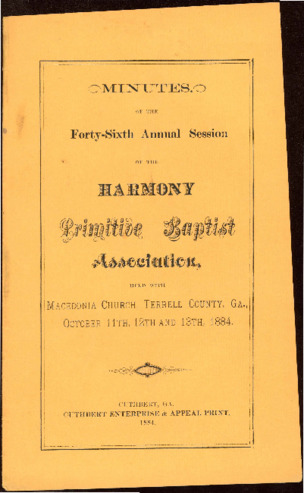 MINUTES.
OF THE
Forty-Sixth Annual Session
OF THE
HARMONY
Primitive Baptist
Association,
HELD WITH
MACEDONIA CHURCH, TERRELL COUNTY, GA.,
OCTOBER 11TH, 12TH AND 13TH, 1884.
CUTHBERT, GA.
CUTHBERT ENTERPRISE & APPEAL PRINT.
1884.